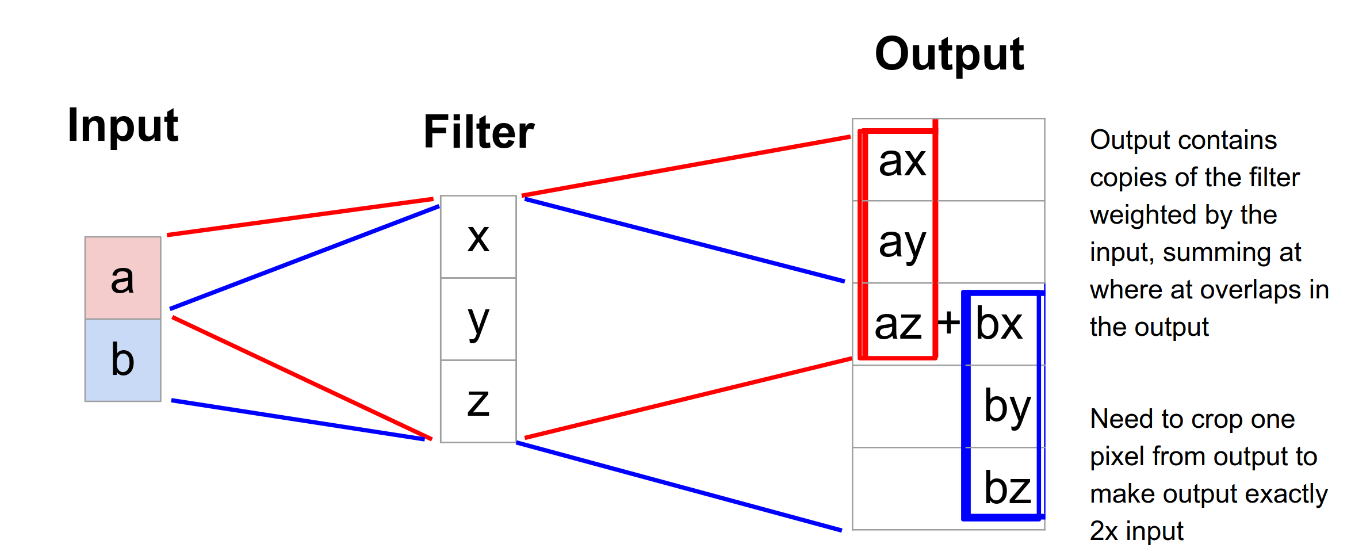 Input
Filter
Output
a
b
x
y
z
ax
ay
az + bx
by
bz
Output contains
copies of the filter
weighted by the
input, summing at
where at overlaps in
the output
Need to crop one
pixel from output to
make output exactly
2x input